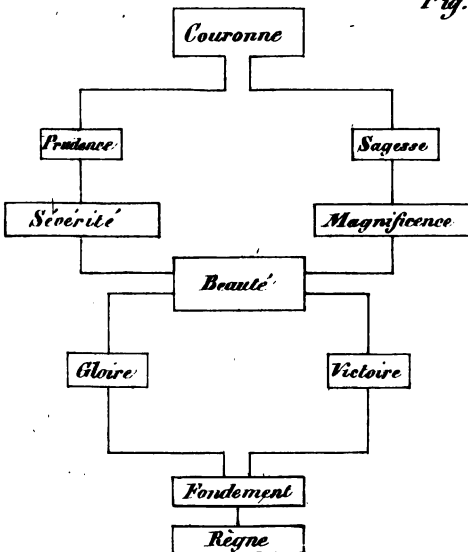 Fig.
Couronne
Prudence
Sagesse
Sévérité
Magnificence
Beauté
Gloire
Victoire
Fondement
Règne